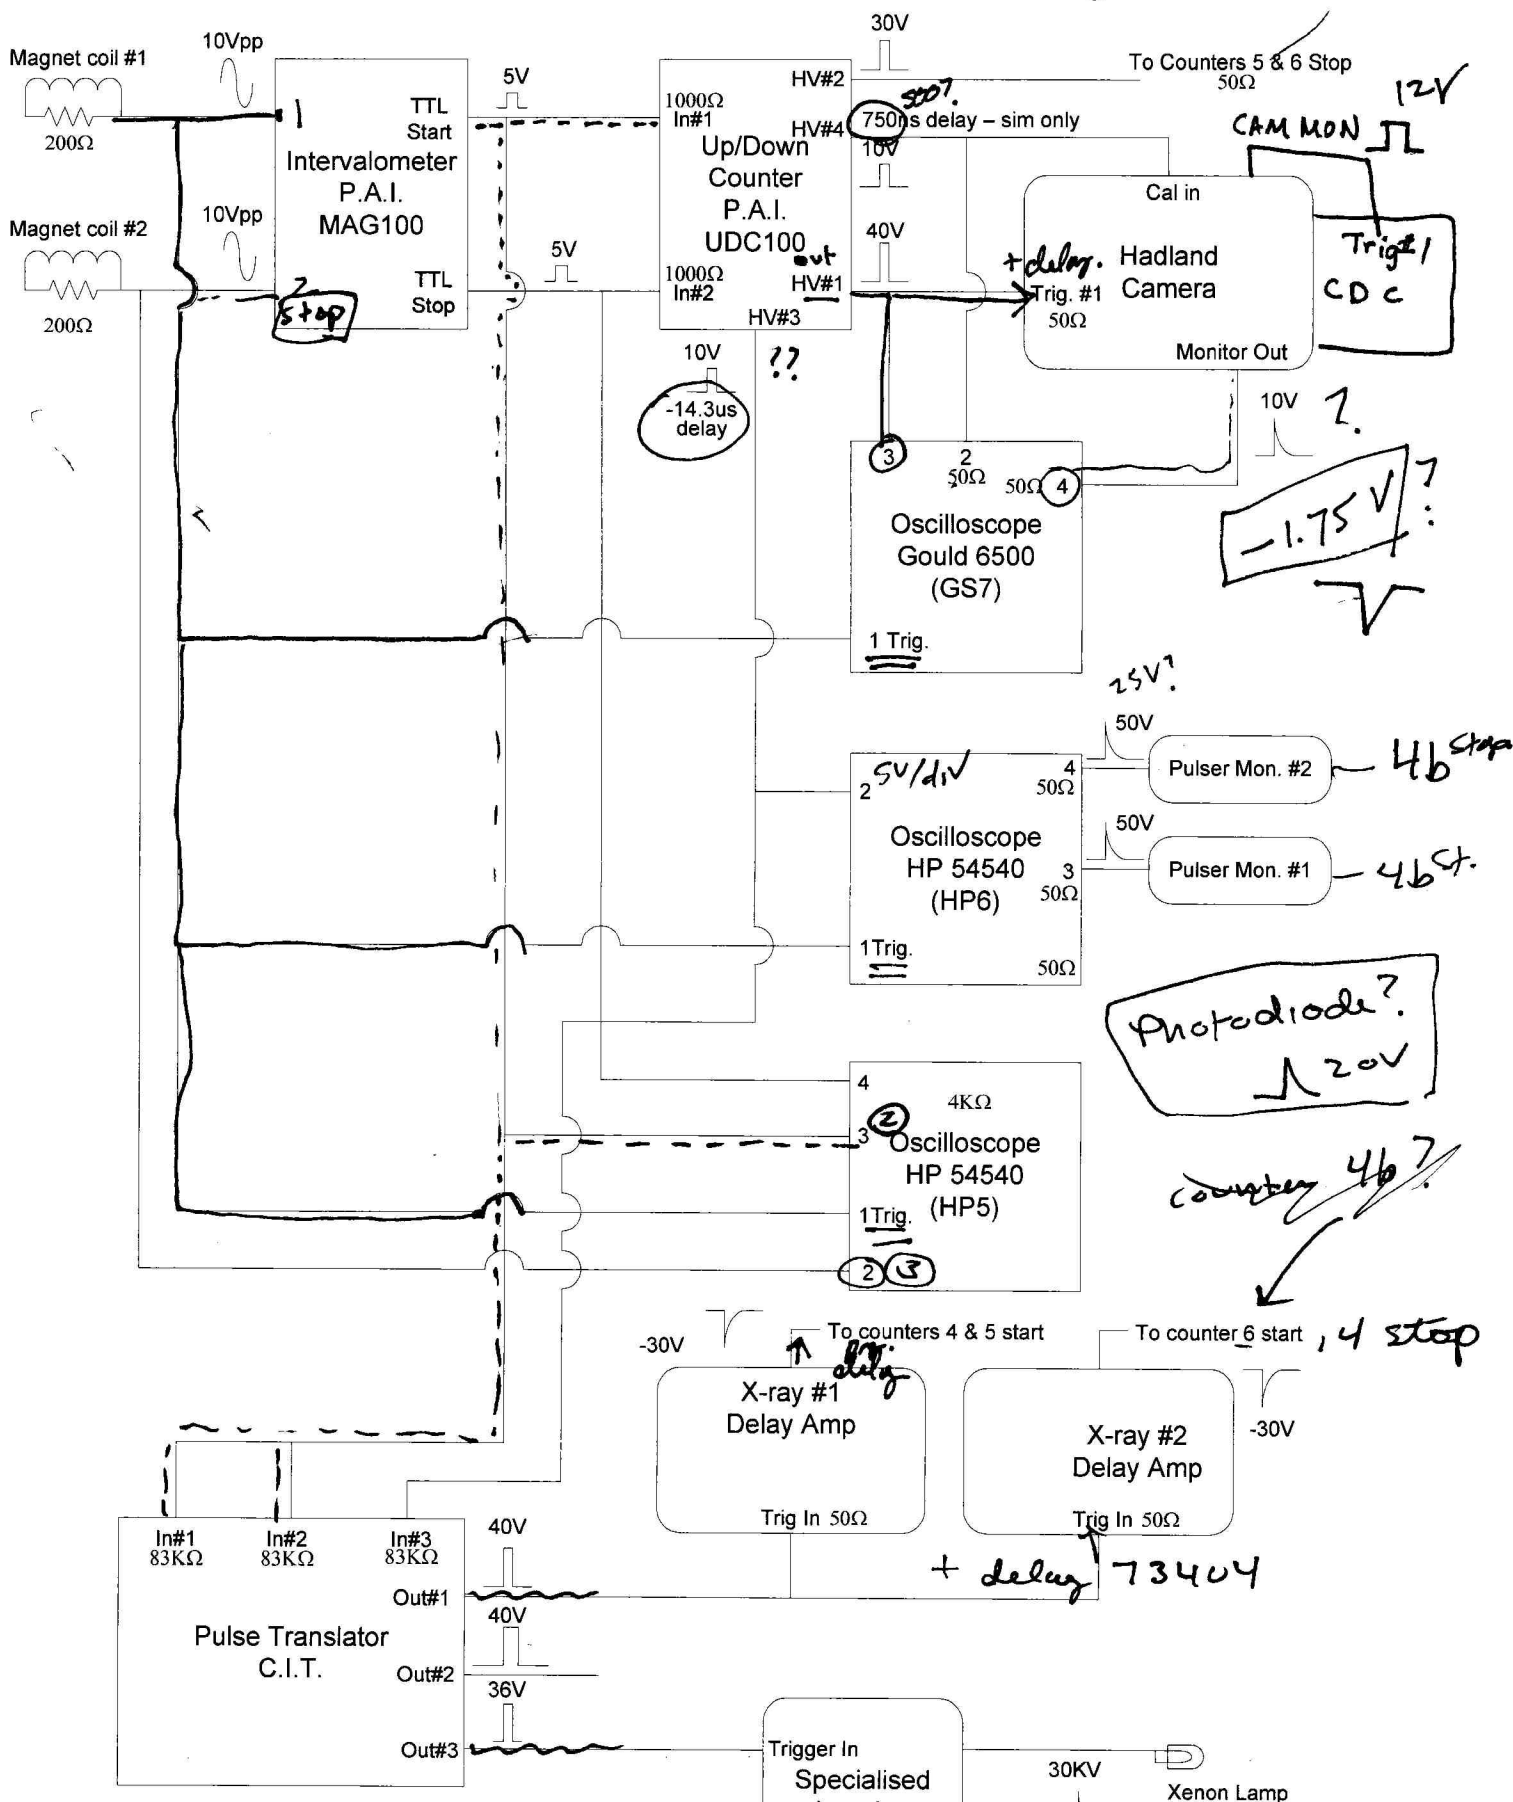 Magnet coil #1
200Ω
10Vpp
1
TTL
Start
Intervalometer
P.A.I.
MAG100
Magnet coil #2
200Ω
10Vpp
2
stop
TTL
Stop
5V
5V
1000Ω
In#1
HV#2
HV#4
Up/Down
Counter
P.A.I.
UDC100
out
1000Ω
In#2
HV#1
HV#3
30V
To Counters 5 & 6 Stop
50Ω
750ns delay – sim only
10V
40V
12V
CAM MON
Cal in
+ delay.
Hadland
Camera
Trig. #1
50Ω
Monitor Out
Trig#1
CDC
10V
-14.3us
delay
??
10V ?
-1.75 V ?
3
2
50Ω
50Ω 4
Oscilloscope
Gould 6500
(GS7)
1 Trig.
25V?
50V
Pulser Mon. #2
4b Stop
2 5V/div
4
50Ω
Oscilloscope
HP 54540
(HP6)
50V
3
50Ω
Pulser Mon. #1
4b St.
1Trig.
50Ω
Photodiode?
20V
4
4KΩ
3 2
Oscilloscope
HP 54540
(HP5)
1Trig.
2 3
counter 4b?
-30V
To counters 4 & 5 start
delay
X-ray #1
Delay Amp
Trig In 50Ω
To counter 6 start , 4 stop
-30V
X-ray #2
Delay Amp
Trig In 50Ω
+ delay 73404
In#1
83KΩ
In#2
83KΩ
In#3
83KΩ
Pulse Translator
C.I.T.
Out#1
Out#2
Out#3
40V
40V
36V
Trigger In
Specialised
30KV
Xenon Lamp